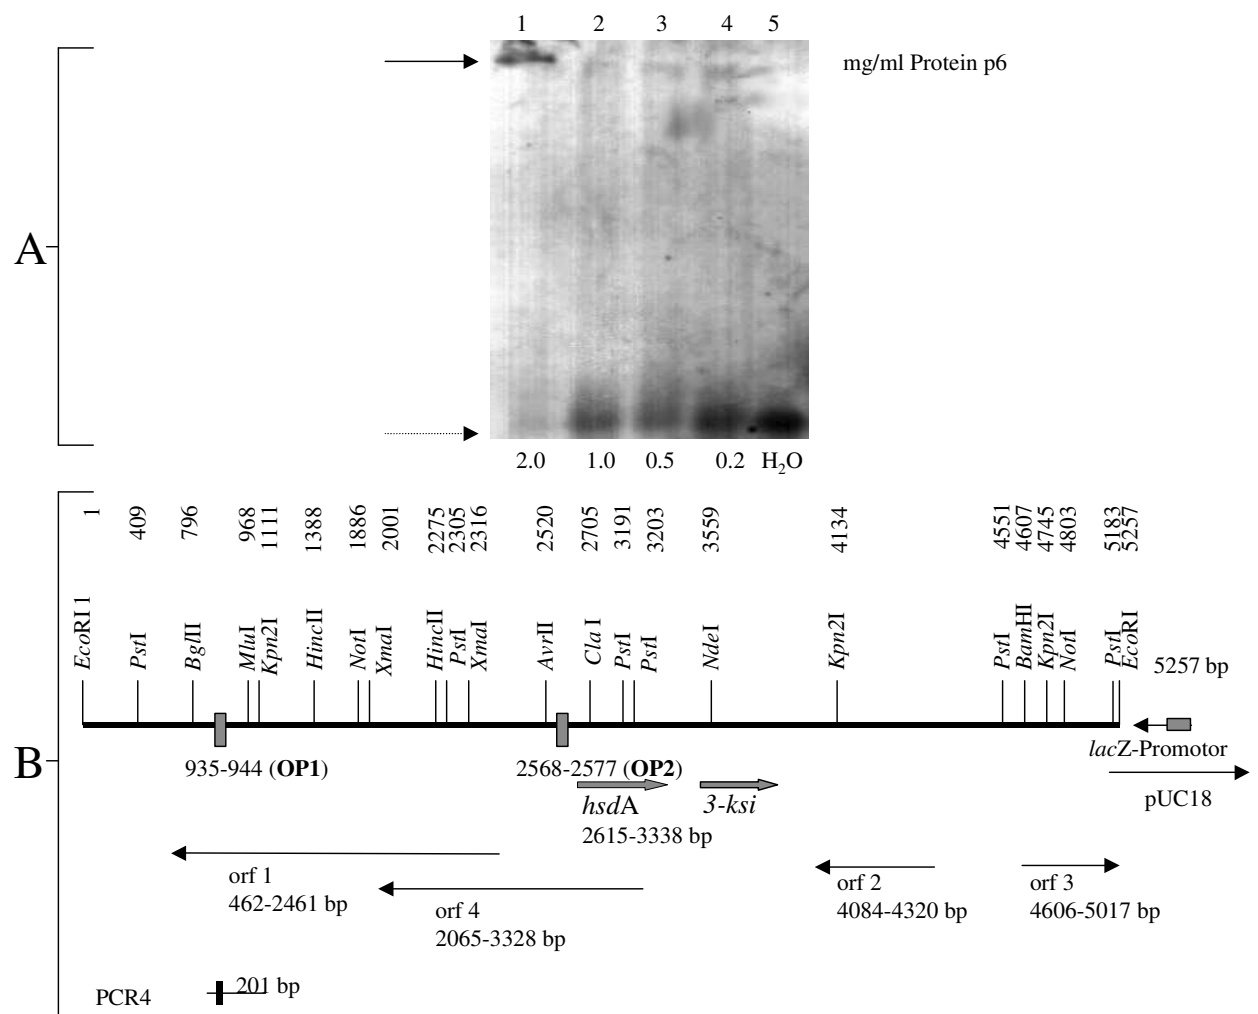 1 2 3 4 5
mg/ml Protein p6
A
2.0 1.0 0.5 0.2 H₂O
1 409 796 968 1111 1388 1886 2001 2275 2305 2316 2520 2705 3191 3203 3559 4134 4551 4607 4745 4803 5183 5257
EcoRI 1 PstI BglII MluI Kpn2I HincII NotI XmaI HincII PstI XmaI AvrII Cla I PstI PstI NdeI Kpn2I PstI BamHI Kpn2I NotI PstI EcoRI
5257 bp
B
935-944 (OP1)
2568-2577 (OP2)
lacZ-Promotor
hsdA
3-ksi
pUC18
2615-3338 bp
orf 1
462-2461 bp
orf 4
2065-3328 bp
orf 2
4084-4320 bp
orf 3
4606-5017 bp
201 bp
PCR4